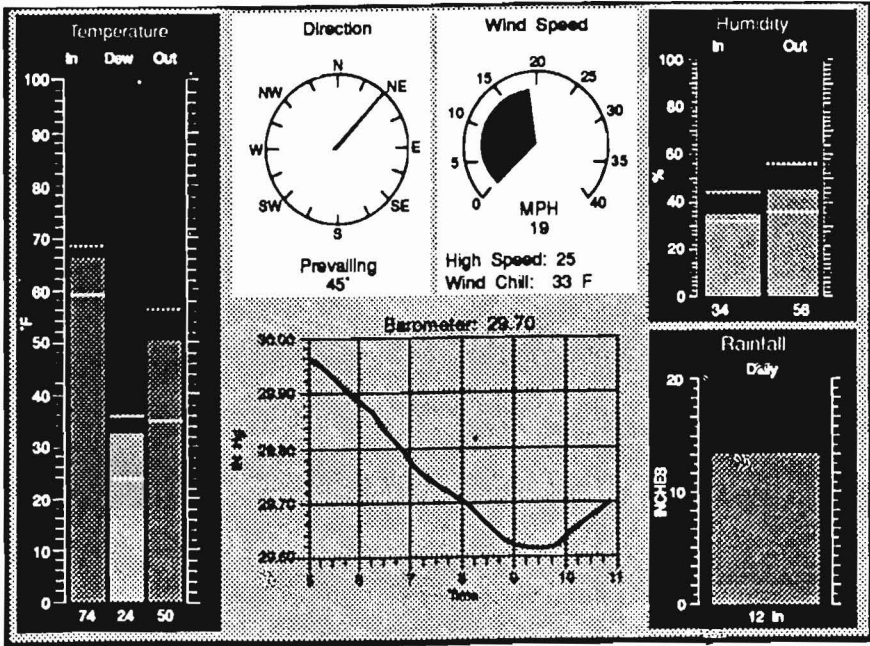 Temperature
In Dew Out
100
90
80
70
60
°F
50
40
30
20
10
0
74 24 50
Direction
N
NE
E
SE
S
SW
W
NW
Prevailing
45°
Wind Speed
0
5
10
15
20
25
30
35
40
MPH
19
High Speed: 25
Wind Chill: 33 F
Barometer: 29.70
30.00
29.90
29.80
29.70
29.60
IN Hg
5 6 7 8 9 10 11
Time
Humidity
In Out
100
80
60
%
40
20
0
34 56
Rainfall
Daily
20
10
0
INCHES
12 in